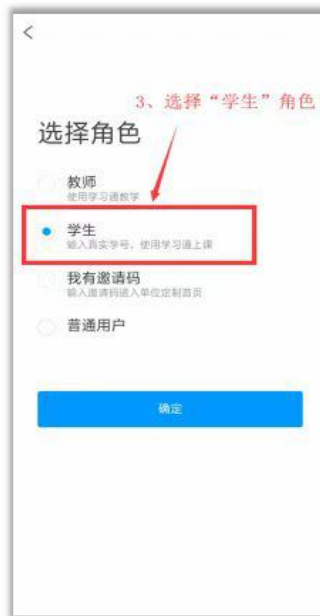 3、选择“学生”角色
选择角色
教师
使用学习通教学
学生
输入真实学号，使用学习通上课
我有邀请码
输入邀请码进入单位定制首页
普通用户
确定